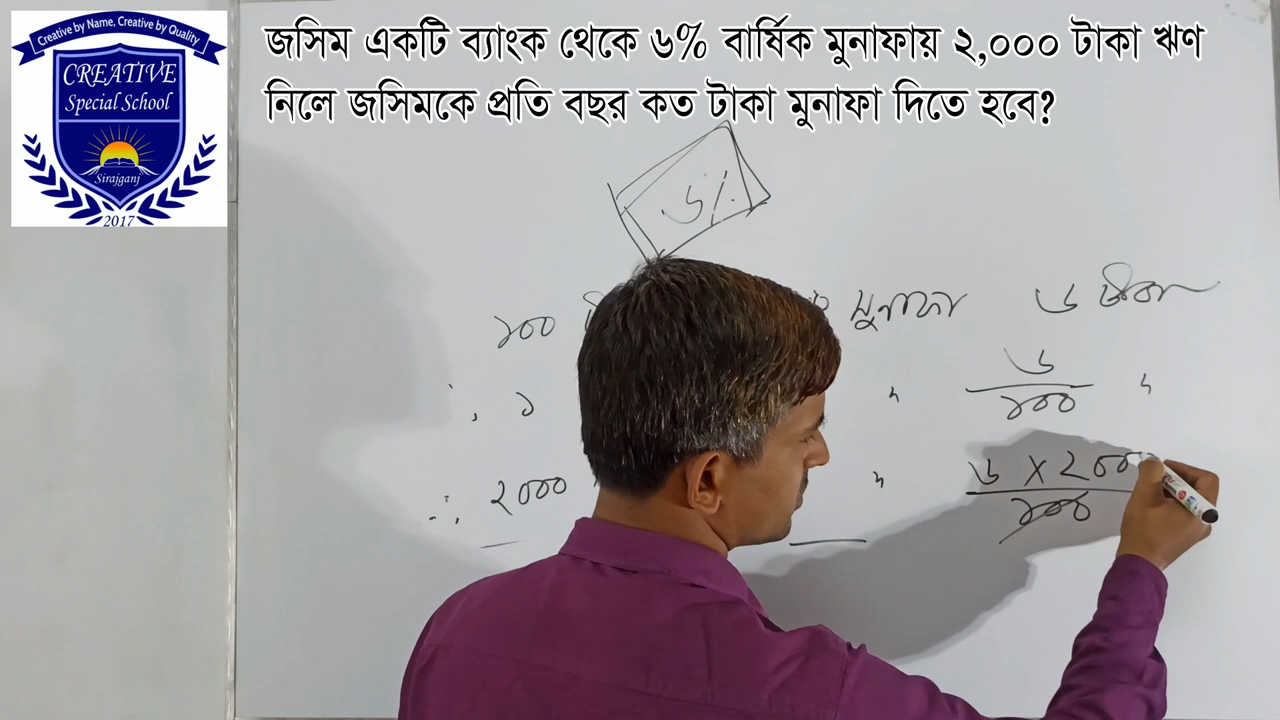 Creative by Name, Creative by Quality
CREATIVE
Special School
Sirajganj
2017
জসিম একটি ব্যাংক থেকে ৬% বার্ষিক মুনাফায় ২,০০০ টাকা ঋণ
নিলে জসিমকে প্রতি বছর কত টাকা মুনাফা দিতে হবে?
৬%
১০০ মুনাফা ৬ টাকা
∴ ১ " ৬/১০০ "
∴ ২০০০ " ৬ × ২০০০/১০০